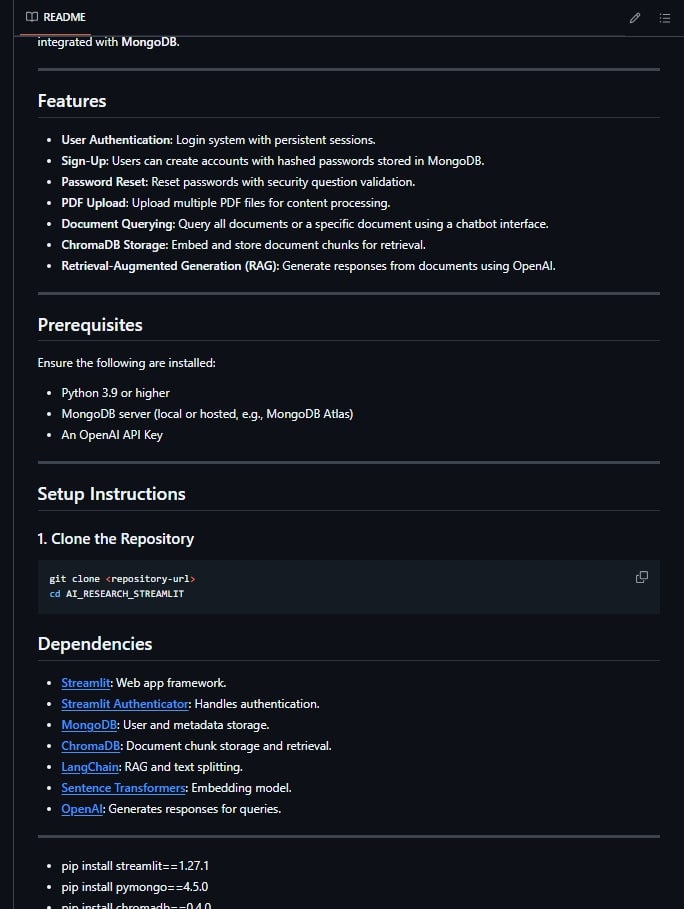 README
integrated with MongoDB.
Features
User Authentication: Login system with persistent sessions.
Sign-Up: Users can create accounts with hashed passwords stored in MongoDB.
Password Reset: Reset passwords with security question validation.
PDF Upload: Upload multiple PDF files for content processing.
Document Querying: Query all documents or a specific document using a chatbot interface.
ChromaDB Storage: Embed and store document chunks for retrieval.
Retrieval-Augmented Generation (RAG): Generate responses from documents using OpenAI.
Prerequisites
Ensure the following are installed:
Python 3.9 or higher
MongoDB server (local or hosted, e.g., MongoDB Atlas)
An OpenAI API Key
Setup Instructions
1. Clone the Repository
git clone <repository-url>
cd AI_RESEARCH_STREAMLIT
Dependencies
Streamlit: Web app framework.
Streamlit Authenticator: Handles authentication.
MongoDB: User and metadata storage.
ChromaDB: Document chunk storage and retrieval.
LangChain: RAG and text splitting.
Sentence Transformers: Embedding model.
OpenAI: Generates responses for queries.
pip install streamlit==1.27.1
pip install pymongo==4.5.0
pip install chromadb==0.4.0